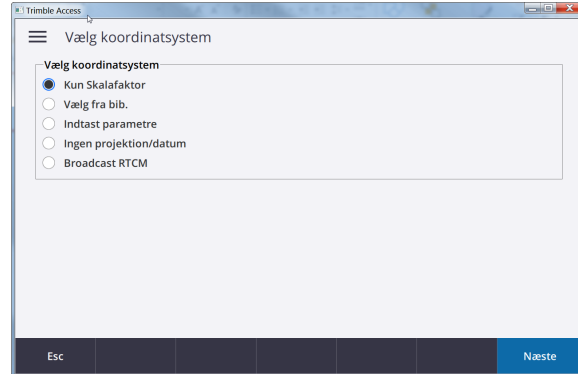 Trimble Access
Vælg koordinatsystem
Vælg koordinatsystem
Kun Skalafaktor
Vælg fra bib.
Indtast parametre
Ingen projektion/datum
Broadcast RTCM
Esc
Næste